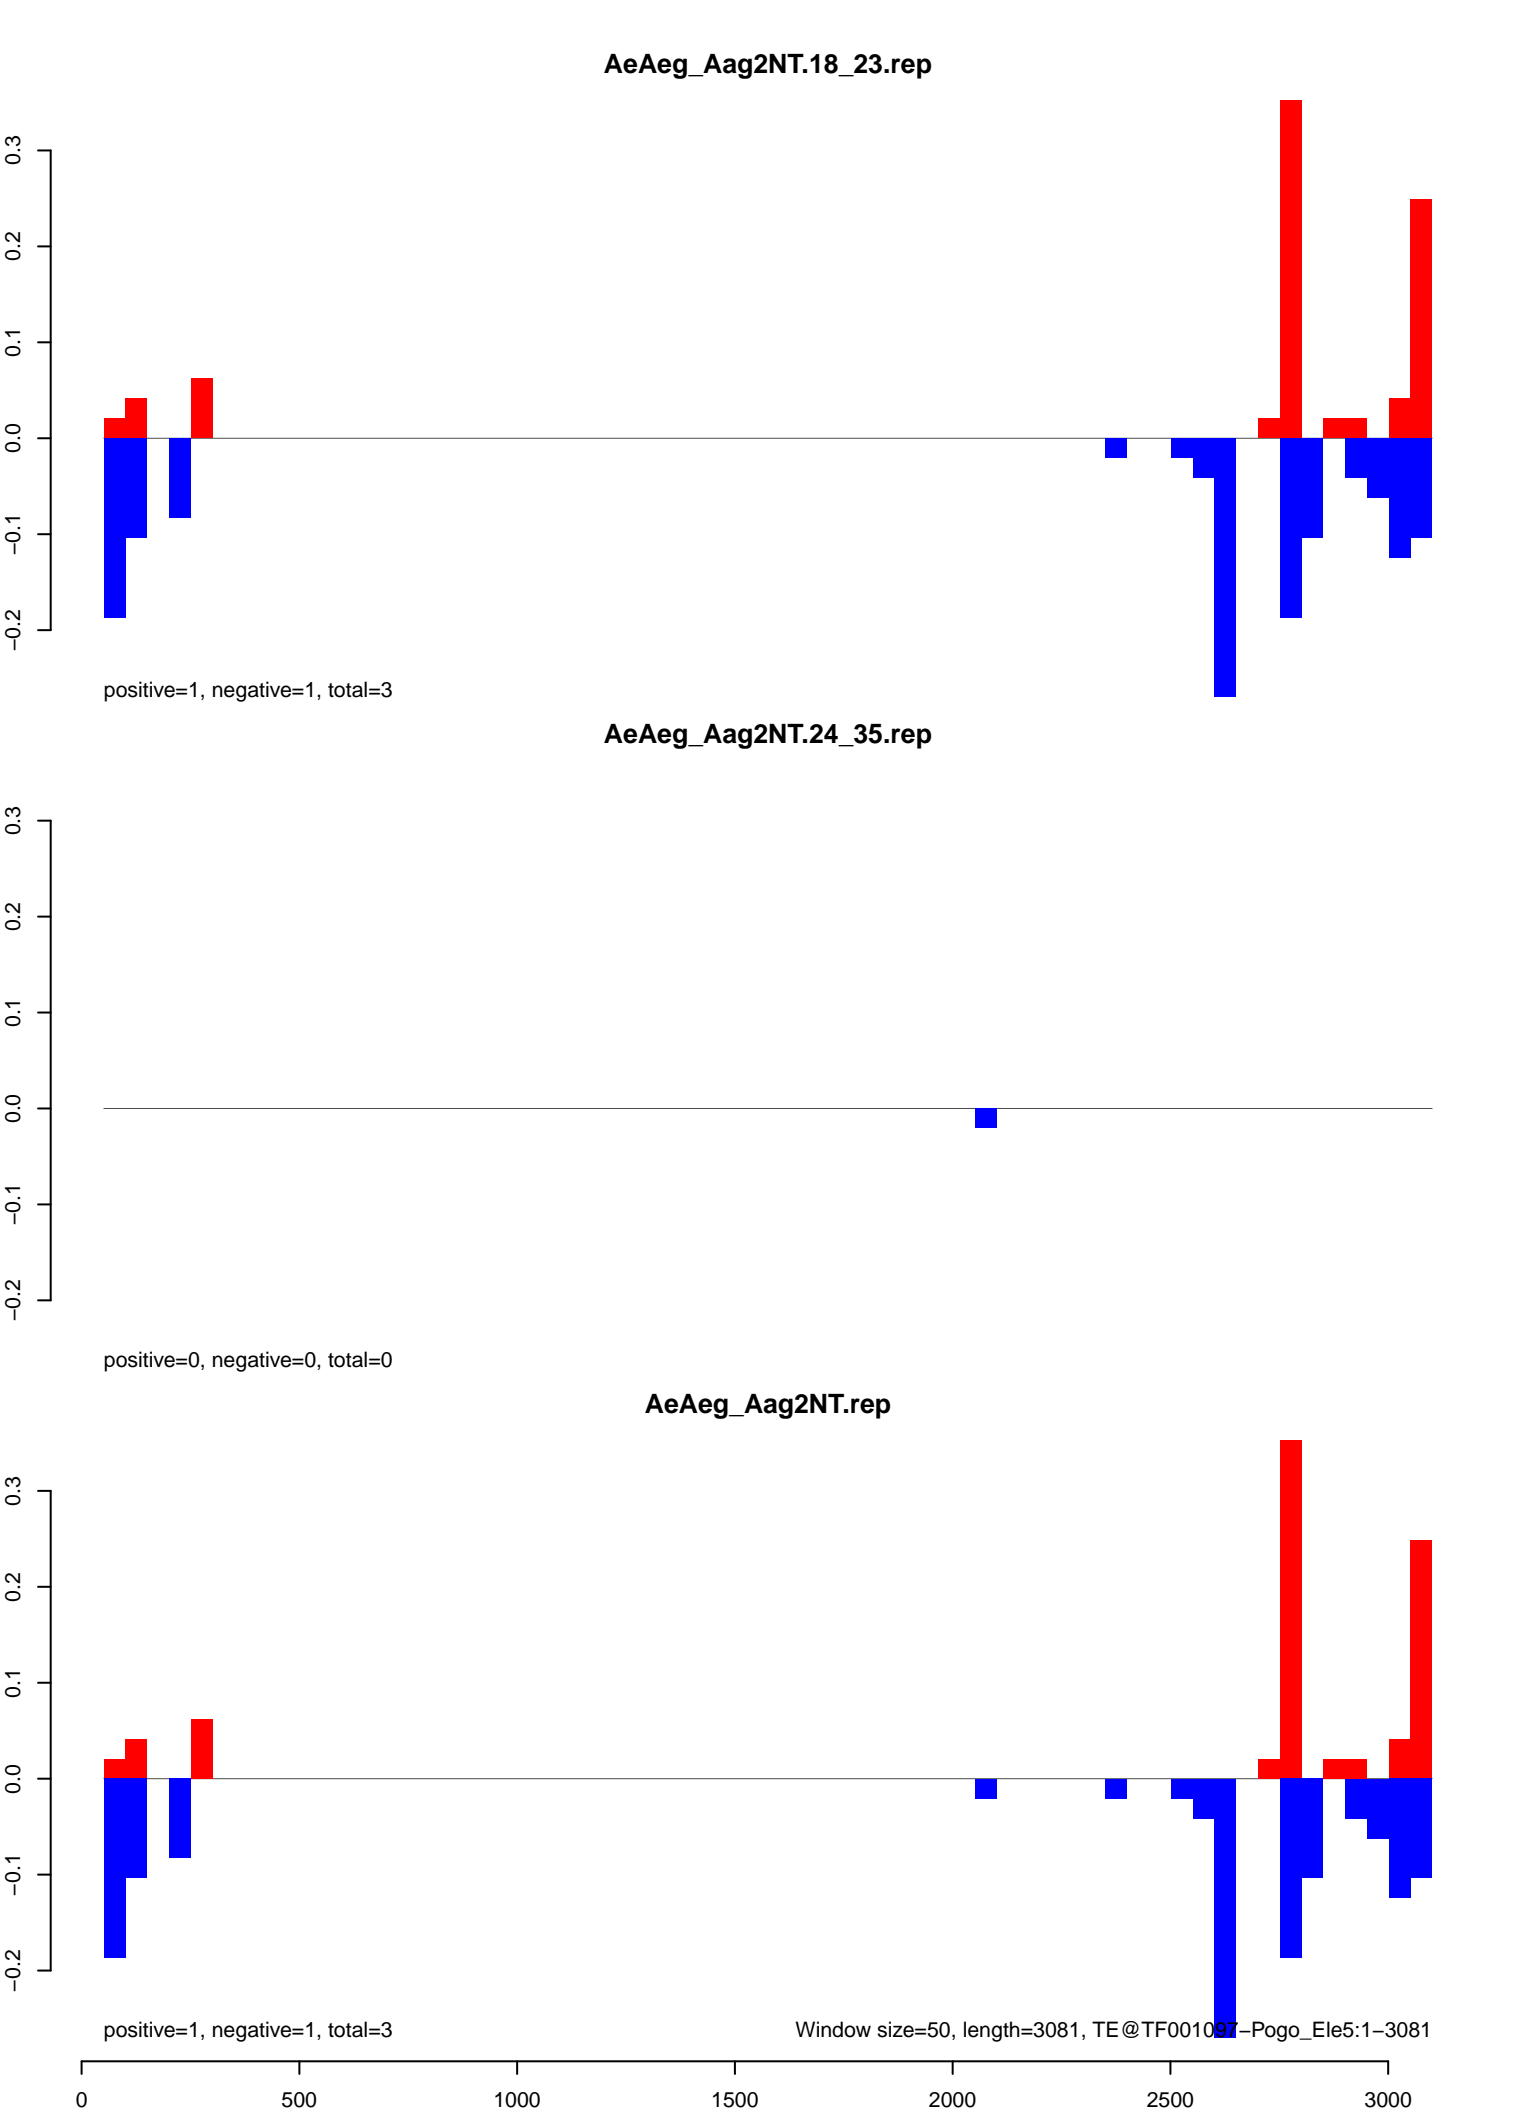 AeAeg_Aag2NT.18_23.rep
0.3
0.2
0.1
0.0
−0.1
−0.2
positive=1, negative=1, total=3
AeAeg_Aag2NT.24_35.rep
0.3
0.2
0.1
0.0
−0.1
−0.2
positive=0, negative=0, total=0
AeAeg_Aag2NT.rep
0.3
0.2
0.1
0.0
−0.1
−0.2
positive=1, negative=1, total=3
Window size=50, length=3081, TE@TF001097−Pogo_Ele5:1−3081
0 500 1000 1500 2000 2500 3000